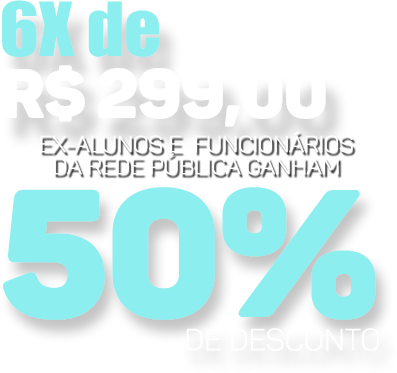 6X de
R$ 299,00
EX-ALUNOS E FUNCIONÁRIOS
DA REDE PÚBLICA GANHAM
50%
DE DESCONTO